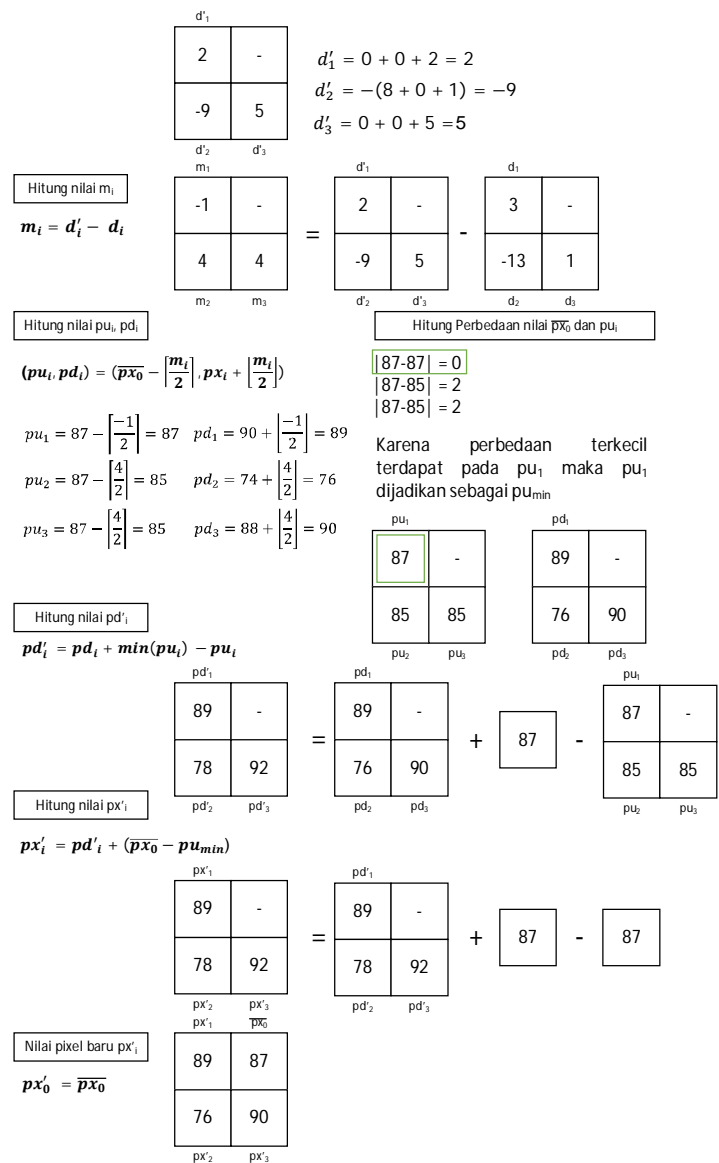 d'₁
2 -
-9 5
d'₂ d'₃
d′₁ = 0 + 0 + 2 = 2
d′₂ = −(8 + 0 + 1) = −9
d′₃ = 0 + 0 + 5 =5
Hitung nilai mᵢ
mᵢ = d′ᵢ − dᵢ
m₁
-1 -
4 4
m₂ m₃
=
d'₁
2 -
-9 5
d'₂ d'₃
-
d₁
3 -
-13 1
d₂ d₃
Hitung nilai puᵢ, pdᵢ
(puᵢ, pdᵢ) = (p̅x̅₀ − ⌈mᵢ/2⌉, pxᵢ + ⌊mᵢ/2⌋)
pu₁ = 87 − ⌈−1/2⌉ = 87 pd₁ = 90 + ⌊−1/2⌋ = 89
pu₂ = 87 − ⌈4/2⌉ = 85 pd₂ = 74 + ⌊4/2⌋ = 76
pu₃ = 87 − ⌈4/2⌉ = 85 pd₃ = 88 + ⌊4/2⌋ = 90
Hitung Perbedaan nilai p̅x̅₀ dan puᵢ
|87-87| = 0
|87-85| = 2
|87-85| = 2
Karena perbedaan terkecil
terdapat pada pu₁ maka pu₁
dijadikan sebagai puₘᵢₙ
pu₁
87 -
85 85
pu₂ pu₃
pd₁
89 -
76 90
pd₂ pd₃
Hitung nilai pd'ᵢ
pd′ᵢ = pdᵢ + min(puᵢ) − puᵢ
pd'₁
89 -
78 92
pd'₂ pd'₃
=
pd₁
89 -
76 90
pd₂ pd₃
+
87
-
pu₁
87 -
85 85
pu₂ pu₃
Hitung nilai px'ᵢ
px′ᵢ = pd′ᵢ + (p̅x̅₀ − puₘᵢₙ)
px'₁
89 -
78 92
px'₂ px'₃
=
pd'₁
89 -
78 92
pd'₂ pd'₃
+
87
-
87
Nilai pixel baru px'ᵢ
px′₀ = p̅x̅₀
px'₁ p̅x̅₀
89 87
76 90
px'₂ px'₃